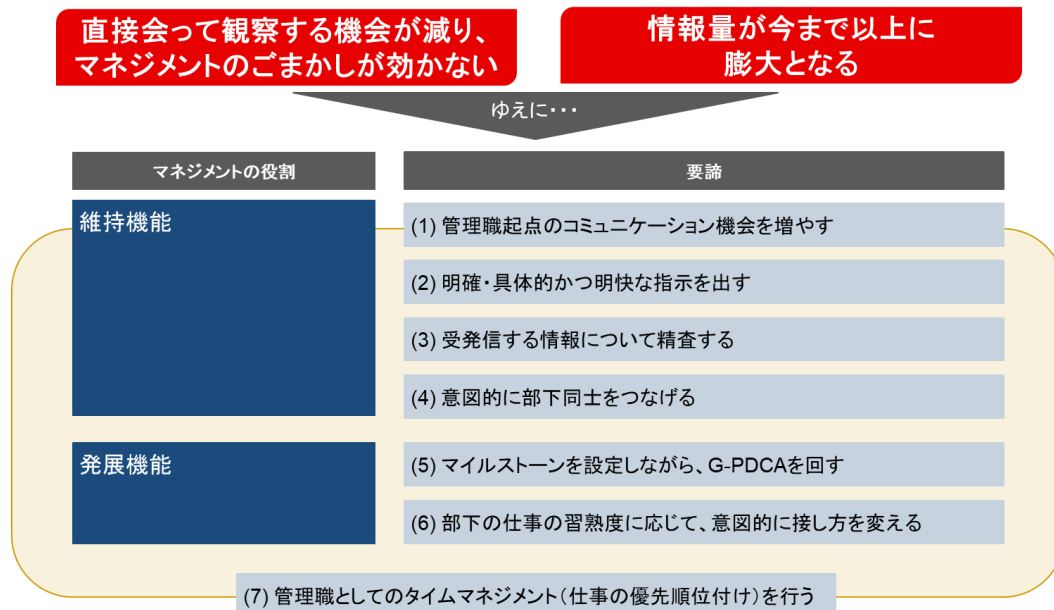 直接会って観察する機会が減り、
マネジメントのごまかしが効かない
情報量が今まで以上に
膨大となる
ゆえに・・・
マネジメントの役割
要諦
維持機能
(1) 管理職起点のコミュニケーション機会を増やす
(2) 明確・具体的かつ明快な指示を出す
(3) 受発信する情報について精査する
(4) 意図的に部下同士をつなげる
発展機能
(5) マイルストーンを設定しながら、G-PDCAを回す
(6) 部下の仕事の習熟度に応じて、意図的に接し方を変える
(7) 管理職としてのタイムマネジメント(仕事の優先順位付け)を行う